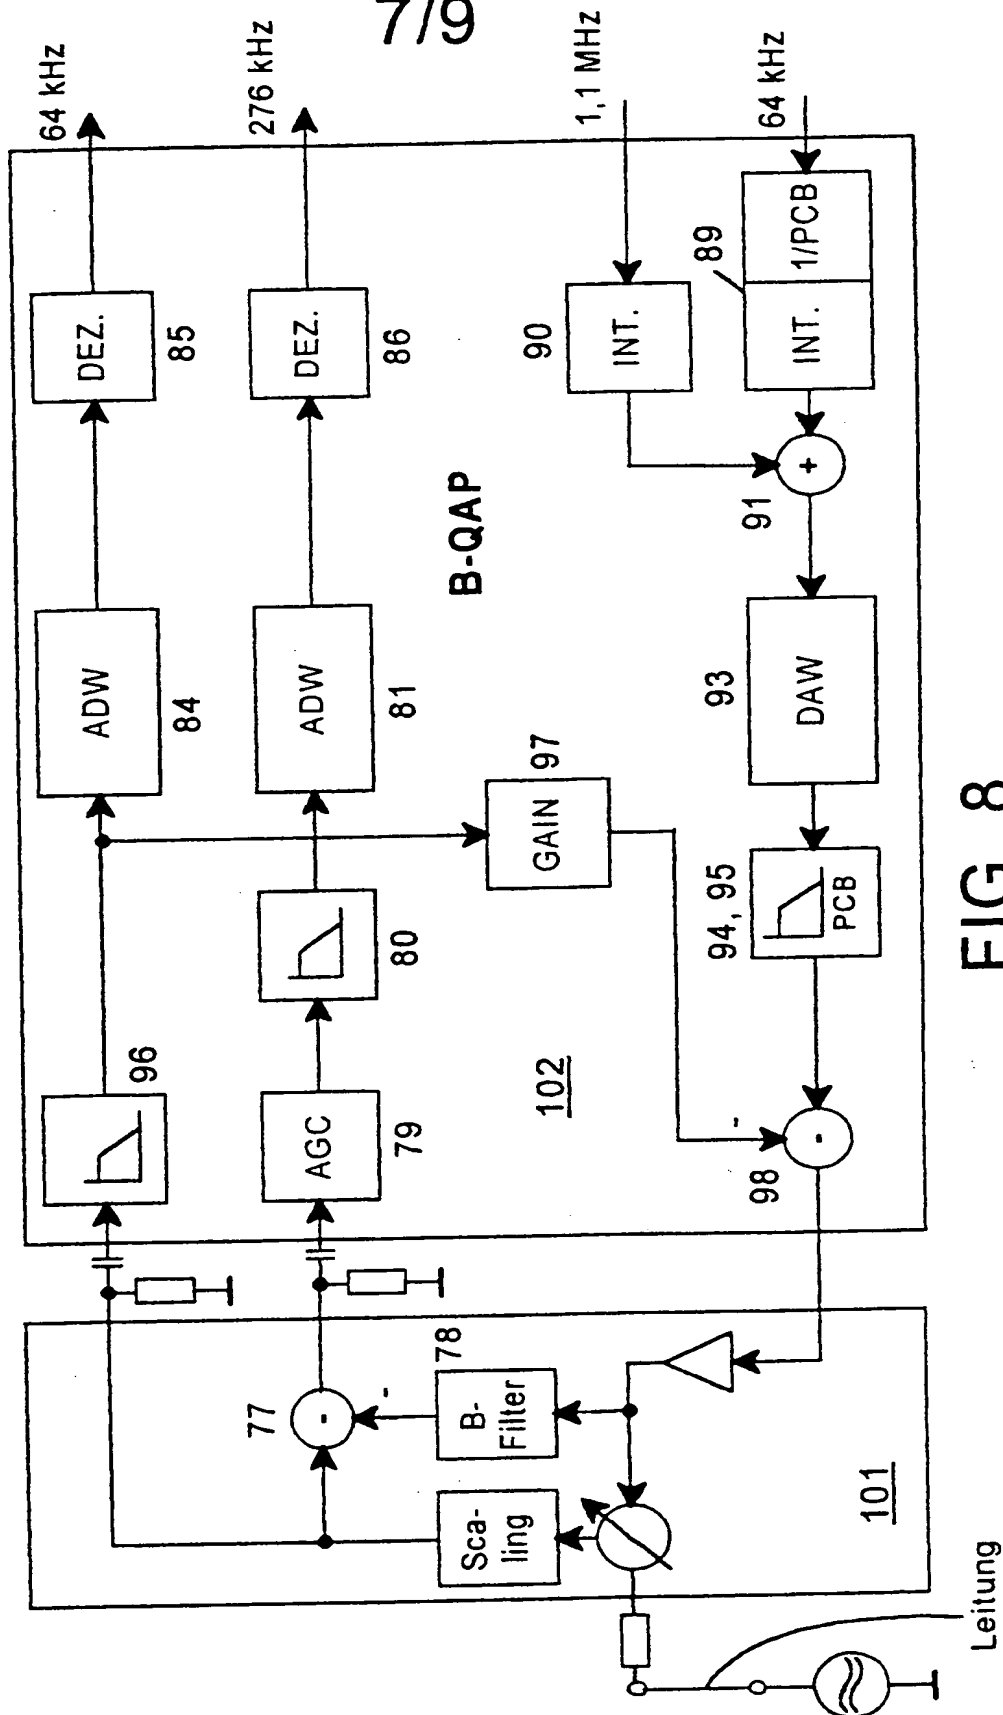 7/9
64 kHz
276 kHz
1,1 MHz
64 kHz
DEZ.
85
DEZ.
86
90
INT.
89
INT.
1/PCB
91
+
B-QAP
ADW
84
ADW
81
93
DAW
97
GAIN
94, 95
PCB
80
96
AGC
79
102
98
-
-
77
-
-
78
B-
Filter
Sca-
ling
101
Leitung
FIG. 8